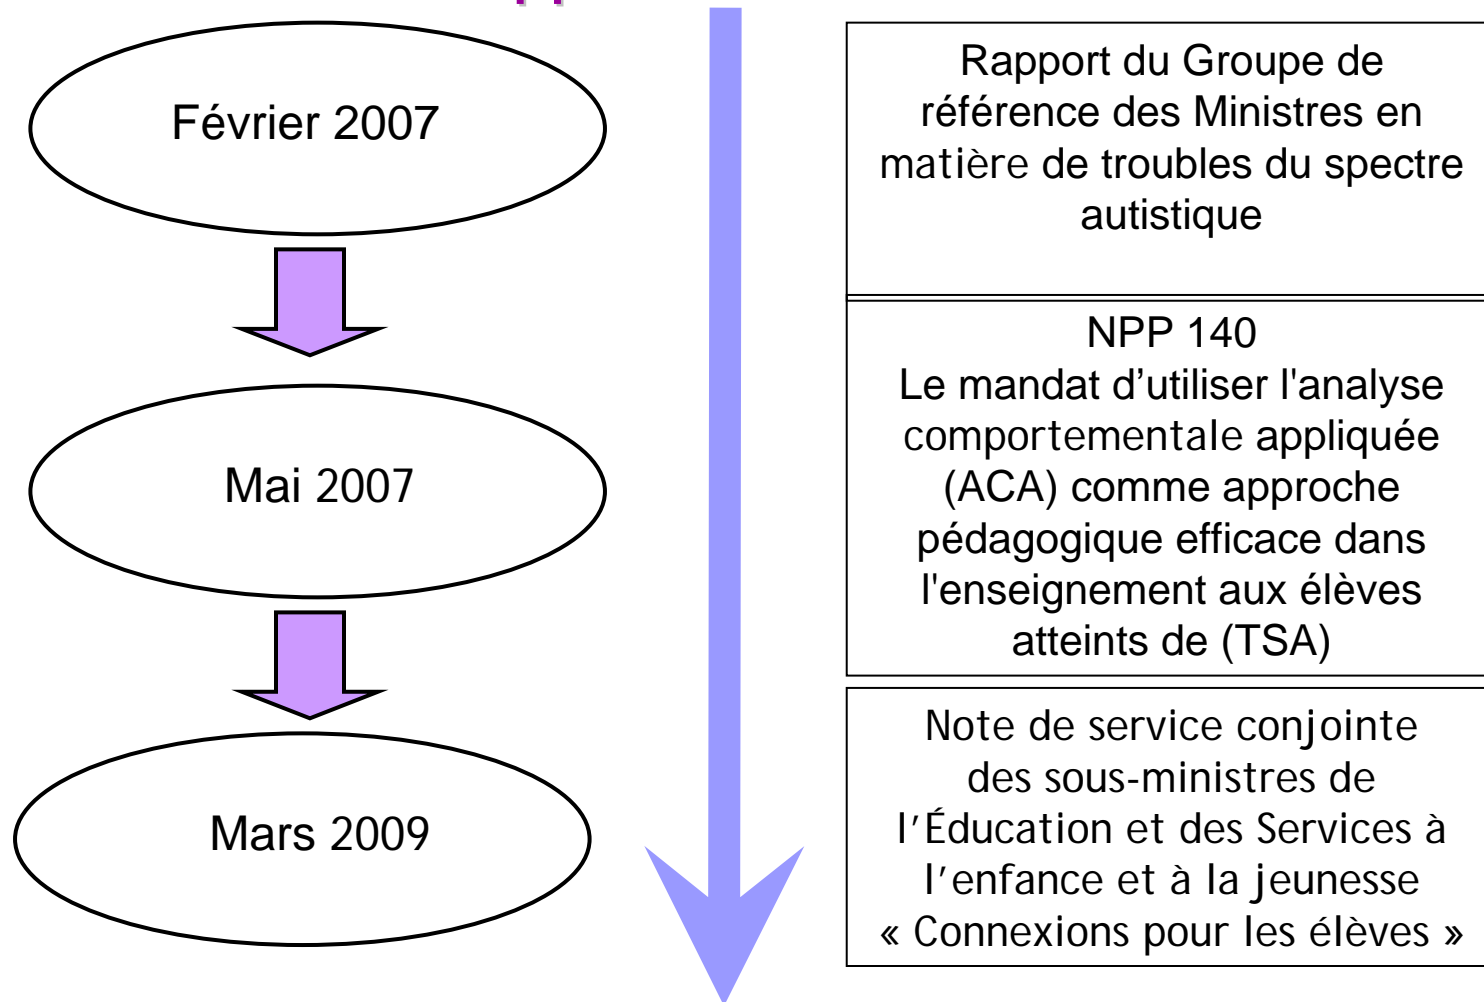 Février 2007
Rapport du Groupe de
référence des Ministres en
matière de troubles du spectre
autistique
Mai 2007
NPP 140
Le mandat d’utiliser l'analyse
comportementale appliquée
(ACA) comme approche
pédagogique efficace dans
l'enseignement aux élèves
atteints de (TSA)
Mars 2009
Note de service conjointe
des sous-ministres de
l’Éducation et des Services à
l’enfance et à la jeunesse
« Connexions pour les élèves »